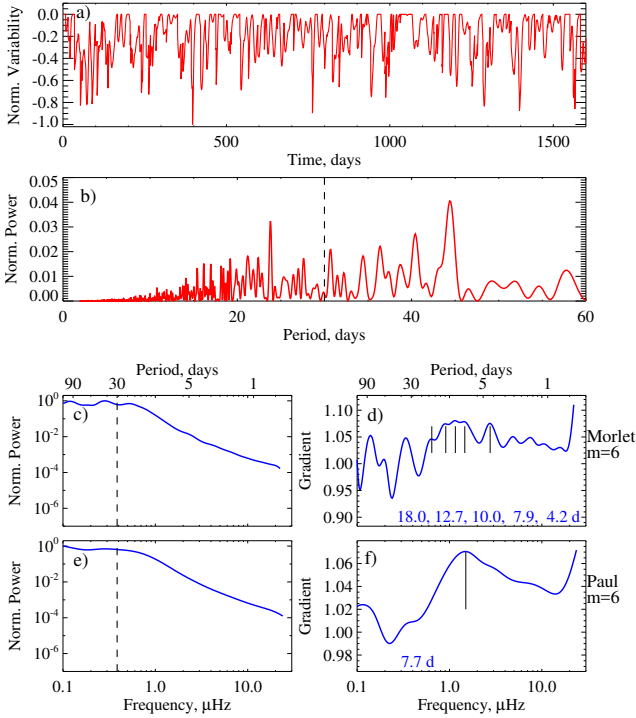 a)
Norm. Variability
0.0
-0.2
-0.4
-0.6
-0.8
-1.0
0 500 1000 1500
Time, days
b)
Norm. Power
0.05
0.04
0.03
0.02
0.01
0.00
0 20 40 60
Period, days
Period, days
90 30 5 1
c)
Norm. Power
10^0
10^-2
10^-4
10^-6
Period, days
90 30 5 1
d)
Gradient
1.10
1.05
1.00
0.95
0.90
18.0, 12.7, 10.0, 7.9, 4.2 d
Morlet
m=6
e)
Norm. Power
10^0
10^-2
10^-4
10^-6
0.1 1.0 10.0
Frequency, μHz
f)
Gradient
1.06
1.04
1.02
1.00
0.98
7.7 d
Paul
m=6
0.1 1.0 10.0
Frequency, μHz